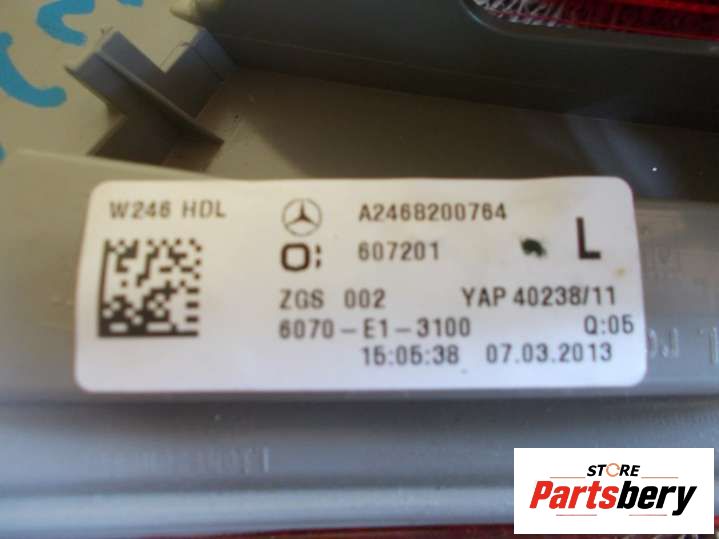 W246 HDL
A2468200764
O:
607201
L
ZGS 002
YAP 40238/11
6070-E1-3100
Q:05
15:05:38 07.03.2013
STORE
Partsbery